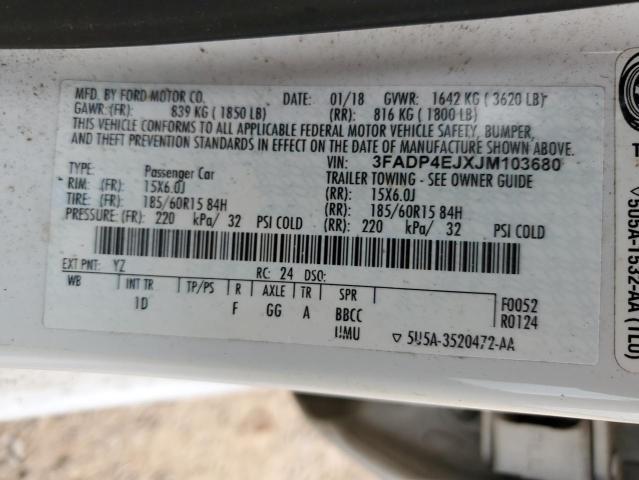 MFD. BY FORD MOTOR CO. DATE: 01/18 GVWR: 1642 KG ( 3620 LB)
GAWR: (FR): 839 KG ( 1850 LB) (RR): 816 KG ( 1800 LB)
THIS VEHICLE CONFORMS TO ALL APPLICABLE FEDERAL MOTOR VEHICLE SAFETY, BUMPER,
AND THEFT PREVENTION STANDARDS IN EFFECT ON THE DATE OF MANUFACTURE SHOWN ABOVE.
VIN: 3FADP4EJXJM103680
TYPE: Passenger Car TRAILER TOWING - SEE OWNER GUIDE
RIM: (FR): 15X6.0J (RR): 15X6.0J
TIRE: (FR): 185/60R15 84H (RR): 185/60R15 84H
PRESSURE: (FR): 220 kPa/ 32 PSI COLD (RR): 220 kPa/ 32 PSI COLD
EXT PNT: YZ RC: 24 DSO:
WB INT TR TP/PS R AXLE TR SPR F0052
1D F GG A BBCC R0124
UMU ▽ 5U5A-3520472-AA
▽ 5U5A-1532-AA (TLO)